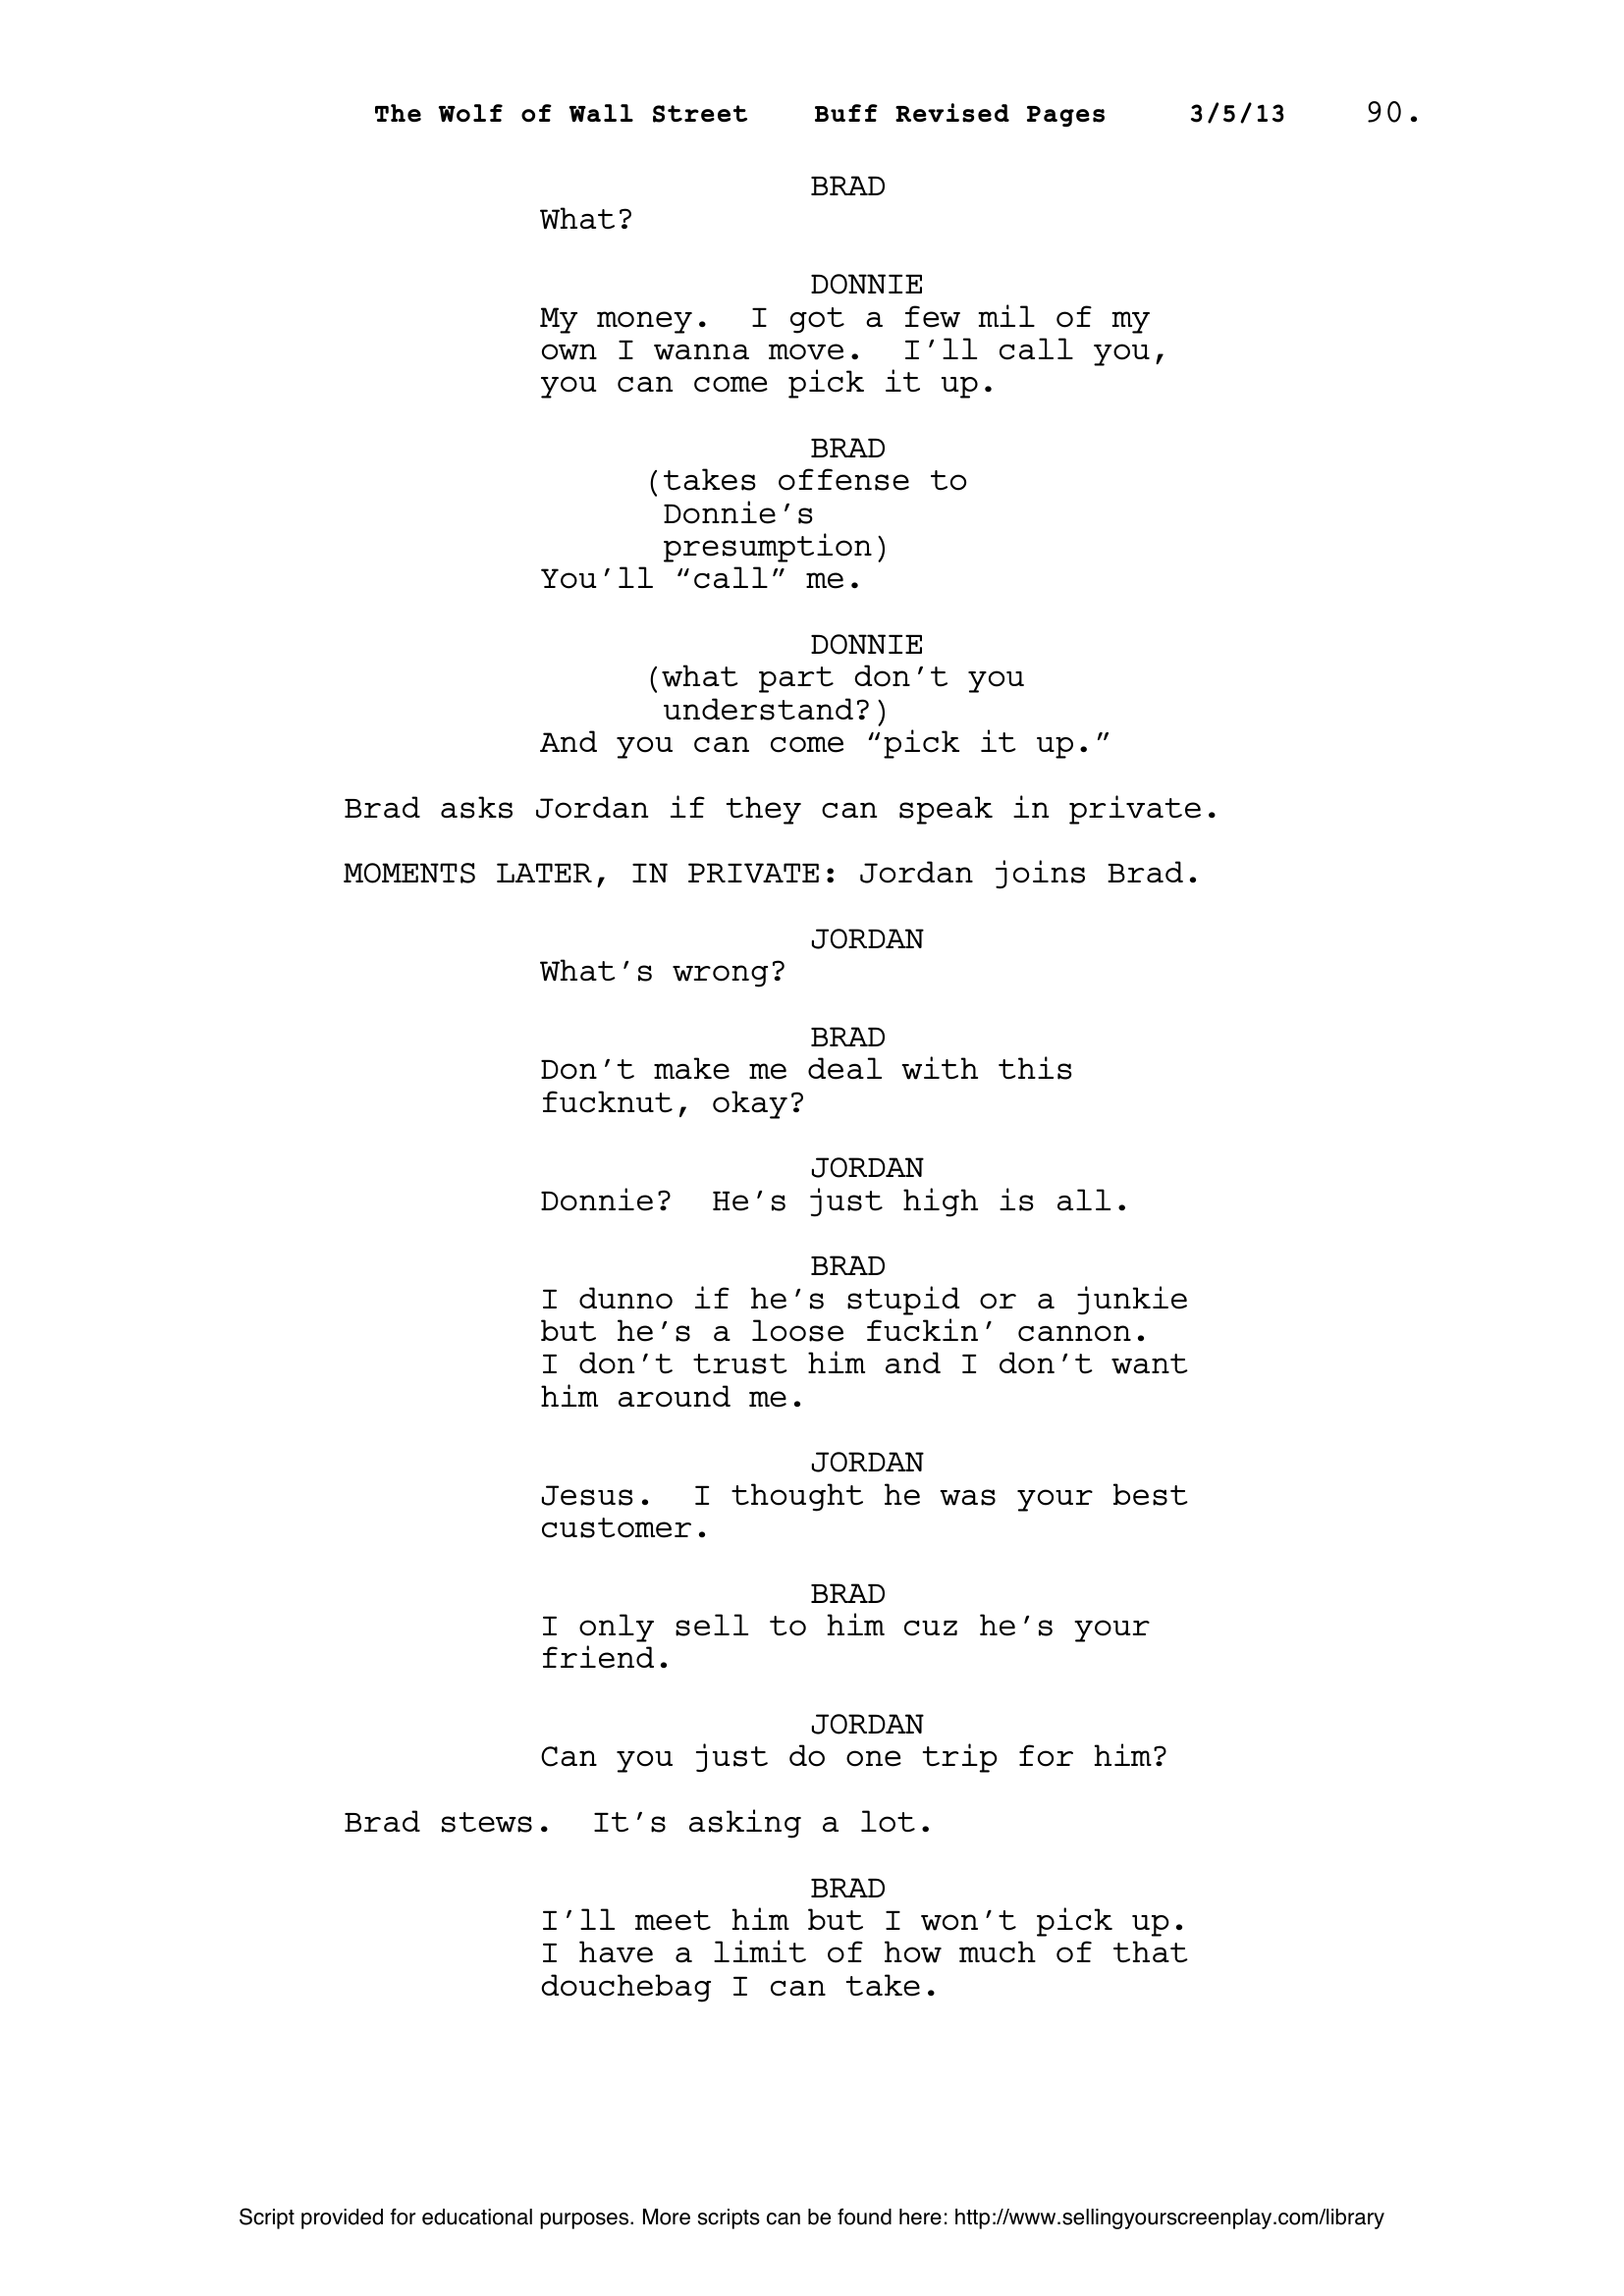 The Wolf of Wall Street    Buff Revised Pages    3/5/13    90.
BRAD
What?
DONNIE
My money.  I got a few mil of my
own I wanna move.  I’ll call you,
you can come pick it up.
BRAD
(takes offense to
Donnie’s
presumption)
You’ll “call” me.
DONNIE
(what part don’t you
understand?)
And you can come “pick it up.”
Brad asks Jordan if they can speak in private.
MOMENTS LATER, IN PRIVATE: Jordan joins Brad.
JORDAN
What’s wrong?
BRAD
Don’t make me deal with this
fucknut, okay?
JORDAN
Donnie?  He’s just high is all.
BRAD
I dunno if he’s stupid or a junkie
but he’s a loose fuckin’ cannon.
I don’t trust him and I don’t want
him around me.
JORDAN
Jesus.  I thought he was your best
customer.
BRAD
I only sell to him cuz he’s your
friend.
JORDAN
Can you just do one trip for him?
Brad stews.  It’s asking a lot.
BRAD
I’ll meet him but I won’t pick up.
I have a limit of how much of that
douchebag I can take.
Script provided for educational purposes. More scripts can be found here: http://www.sellingyourscreenplay.com/library